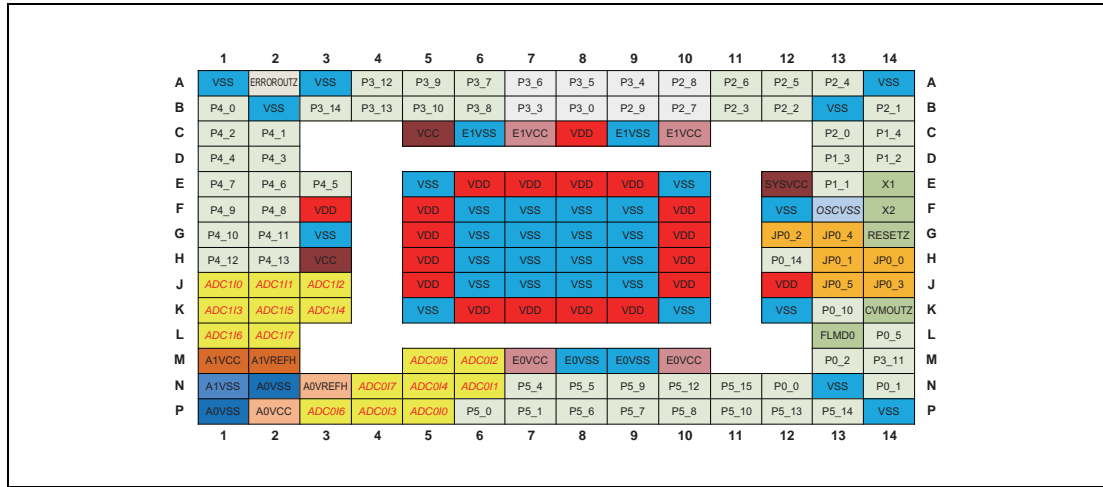 1 2 3 4 5 6 7 8 9 10 11 12 13 14
A VSS ERROROUTZ VSS P3_12 P3_9 P3_7 P3_6 P3_5 P3_4 P2_8 P2_6 P2_5 P2_4 VSS A
B P4_0 VSS P3_14 P3_13 P3_10 P3_8 P3_3 P3_0 P2_9 P2_7 P2_3 P2_2 VSS P2_1 B
C P4_2 P4_1 VCC E1VSS E1VCC VDD E1VSS E1VCC P2_0 P1_4 C
D P4_4 P4_3 P1_3 P1_2 D
E P4_7 P4_6 P4_5 VSS VDD VDD VDD VDD VSS SYSVCC P1_1 X1 E
F P4_9 P4_8 VDD VDD VSS VSS VSS VSS VDD VSS OSCVSS X2 F
G P4_10 P4_11 VSS VDD VSS VSS VSS VSS VDD JP0_2 JP0_4 RESETZ G
H P4_12 P4_13 VCC VDD VSS VSS VSS VSS VDD P0_14 JP0_1 JP0_0 H
J ADC1I0 ADC1I1 ADC1I2 VDD VSS VSS VSS VSS VDD VDD JP0_5 JP0_3 J
K ADC1I3 ADC1I5 ADC1I4 VSS VDD VDD VDD VDD VSS VSS P0_10 CVMOUTZ K
L ADC1I6 ADC1I7 FLMD0 P0_5 L
M A1VCC A1VREFH ADC0I5 ADC0I2 E0VCC E0VSS E0VSS E0VCC P0_2 P3_11 M
N A1VSS A0VSS A0VREFH ADC0I7 ADC0I4 ADC0I1 P5_4 P5_5 P5_9 P5_12 P5_15 P0_0 VSS P0_1 N
P A0VSS A0VCC ADC0I6 ADC0I3 ADC0I0 P5_0 P5_1 P5_6 P5_7 P5_8 P5_10 P5_13 P5_14 VSS P
1 2 3 4 5 6 7 8 9 10 11 12 13 14